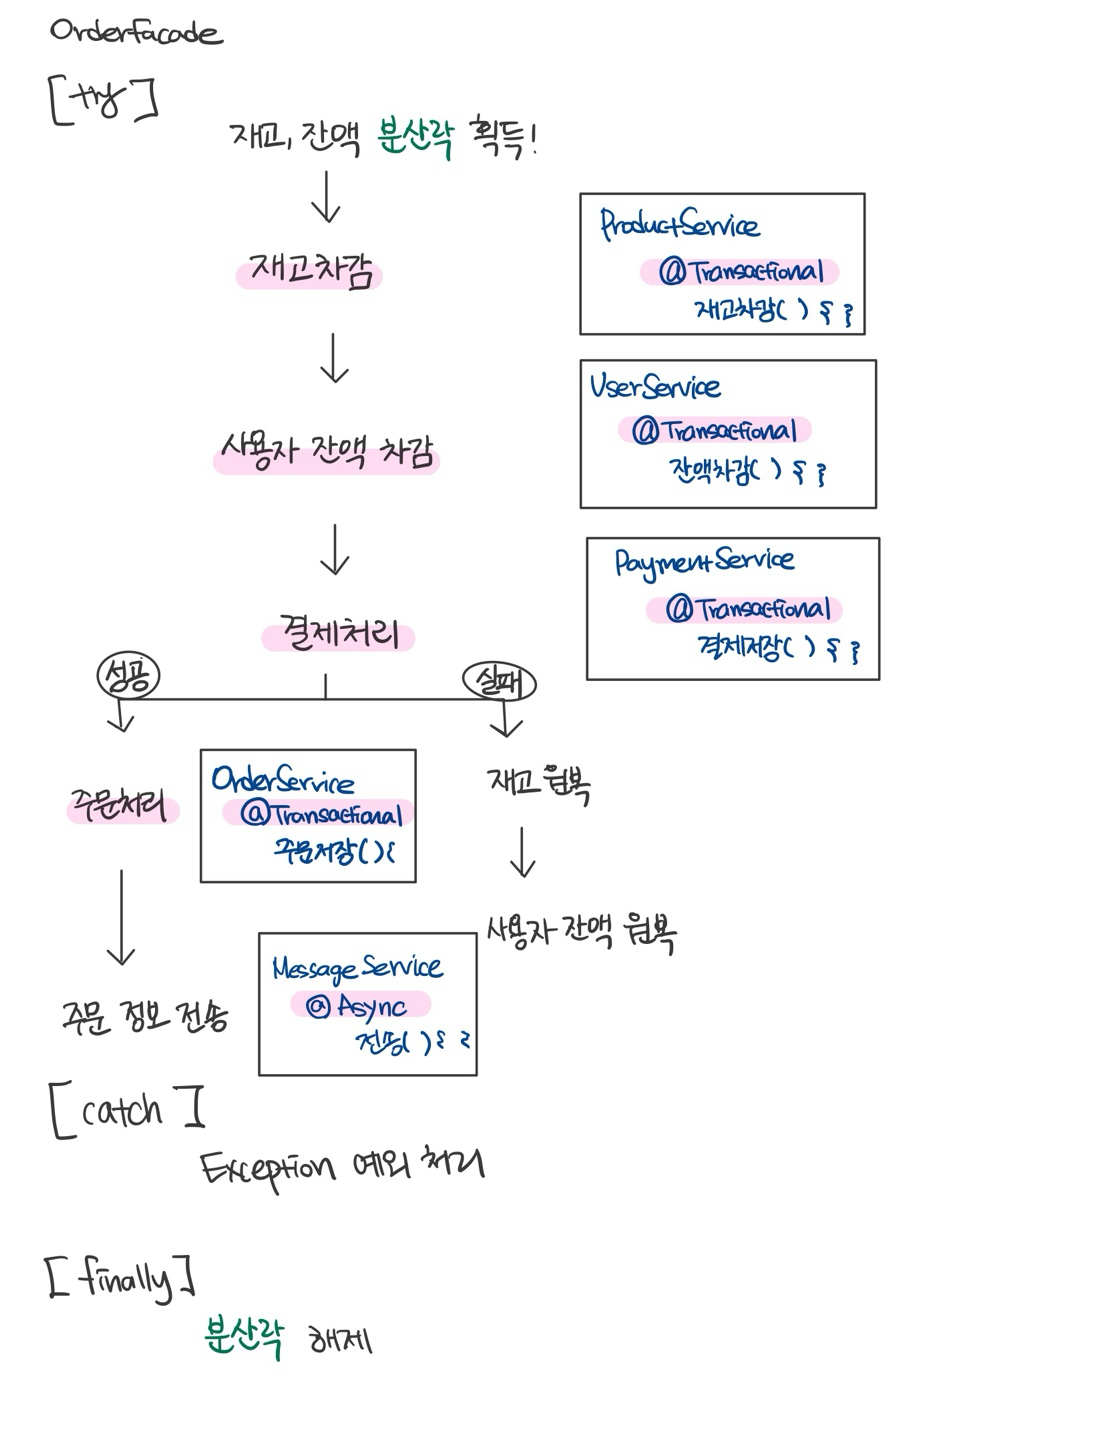 Orderfacade
[try]
재고, 잔액 분산락 획득!
재고차감
ProductService
@Transactional
재고차감( ) { }
사용자 잔액 차감
UserService
@Transactional
잔액차감( ) { }
결제처리
PaymentService
@Transactional
결제저장( ) { }
성공
실패
주문처리
OrderService
@Transactional
주문저장( ){
재고 원복
사용자 잔액 원복
주문 정보 전송
MessageService
@Async
전송( ) { }
[catch]
Exception 예외 처리
[finally]
분산락 해제